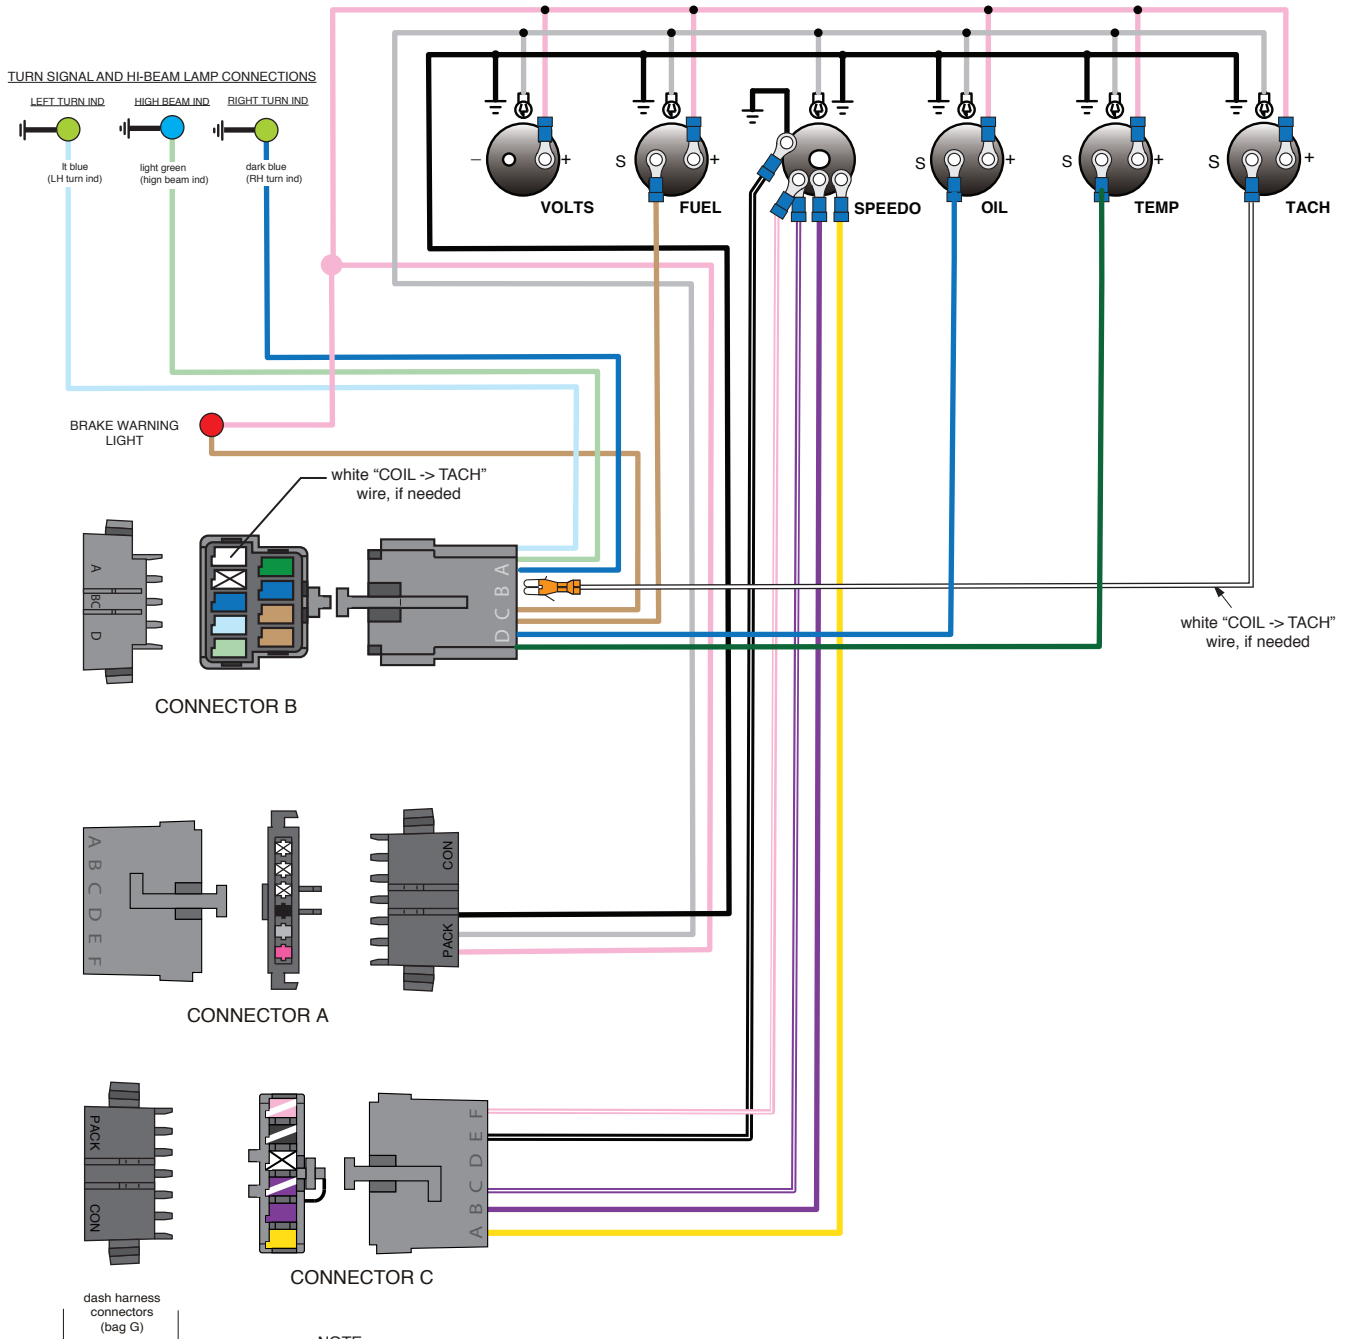 TURN SIGNAL AND HI-BEAM LAMP CONNECTIONS
LEFT TURN IND
HIGH BEAM IND
RIGHT TURN IND
lt blue
(LH turn ind)
light green
(hign beam ind)
dark blue
(RH turn ind)
− +
VOLTS
S +
FUEL
SPEEDO
S +
OIL
S +
TEMP
S +
TACH
BRAKE WARNING
LIGHT
white “COIL -> TACH”
wire, if needed
A
BC
D
D C B A
white “COIL -> TACH”
wire, if needed
CONNECTOR B
A B C D E F
CON
PACK
CONNECTOR A
PACK
CON
A B C D E F
CONNECTOR C
dash harness
connectors
(bag G)